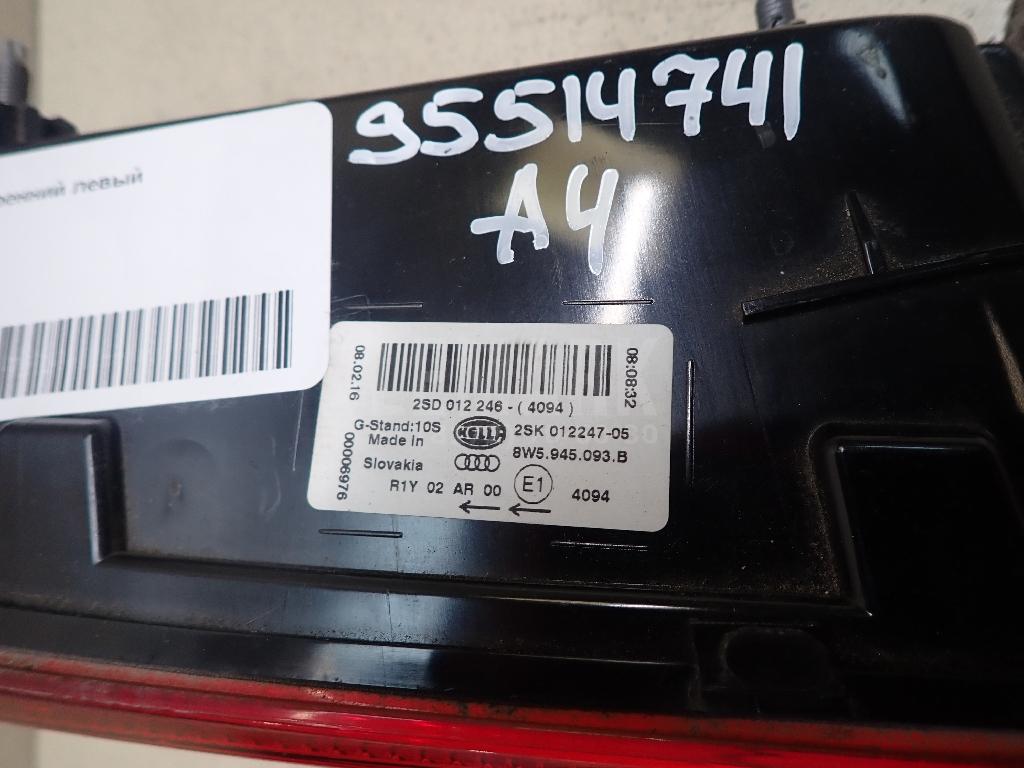 95514741
A4
левый
08.02.16
08:08:32
2SD 012 246-(4094)
G-Stand:10S HELLA 2SK 012247-05
Made in 8W5.945.093.B
Slovakia
00006976
R1Y 02 AR 00 E1 4094